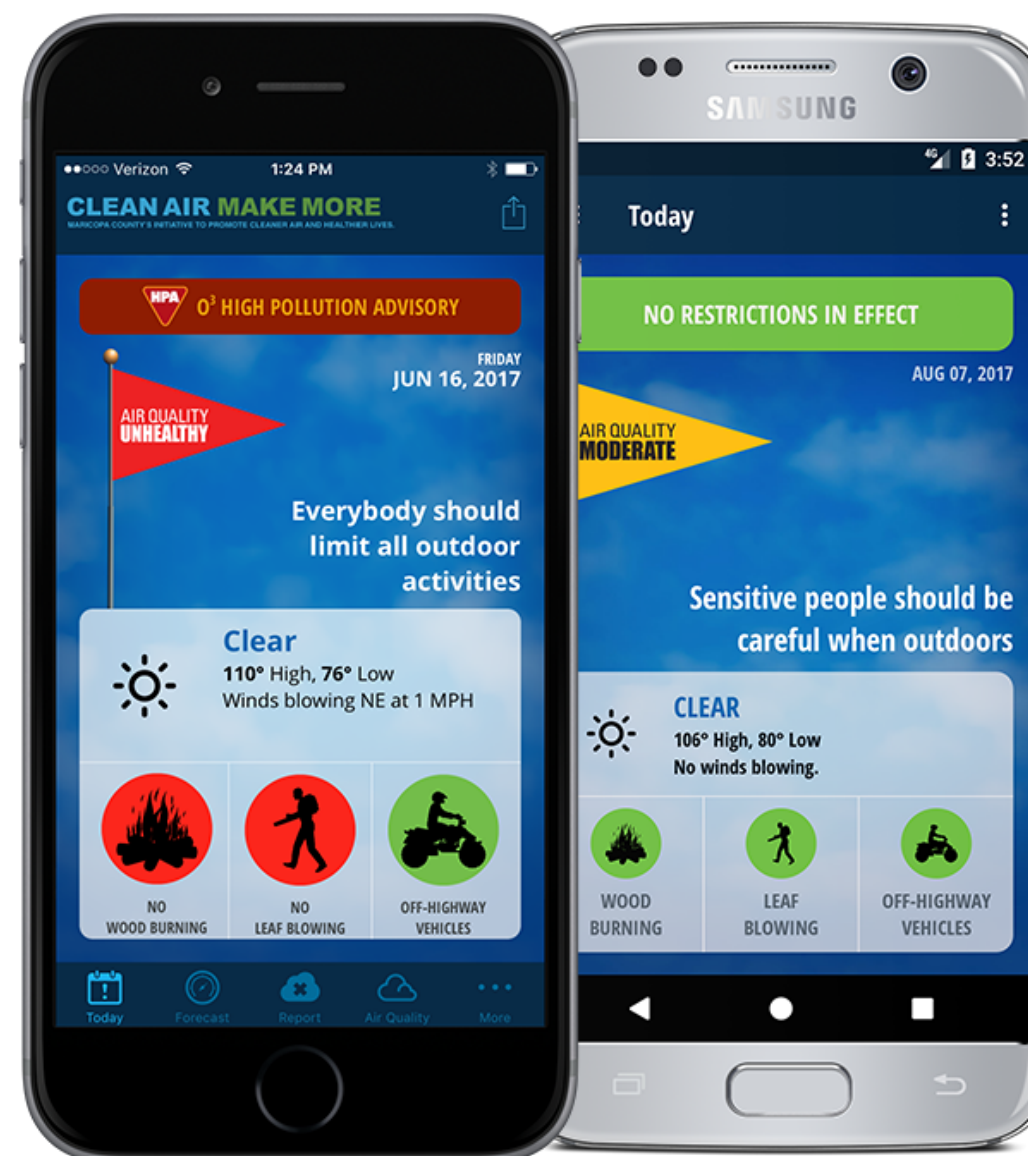 Verizon 1:24 PM
CLEAN AIR MAKE MORE
MARICOPA COUNTY'S INITIATIVE TO PROMOTE CLEANER AIR AND HEALTHIER LIVES.
HPA O³ HIGH POLLUTION ADVISORY
FRIDAY
JUN 16, 2017
AIR QUALITY
UNHEALTHY
Everybody should
limit all outdoor
activities
Clear
110° High, 76° Low
Winds blowing NE at 1 MPH
NO
WOOD BURNING
NO
LEAF BLOWING
OFF-HIGHWAY
VEHICLES
Today Forecast Report Air Quality More
SAMSUNG
4G 3:52
Today
NO RESTRICTIONS IN EFFECT
AUG 07, 2017
AIR QUALITY
MODERATE
Sensitive people should be
careful when outdoors
CLEAR
106° High, 80° Low
No winds blowing.
WOOD
BURNING
LEAF
BLOWING
OFF-HIGHWAY
VEHICLES